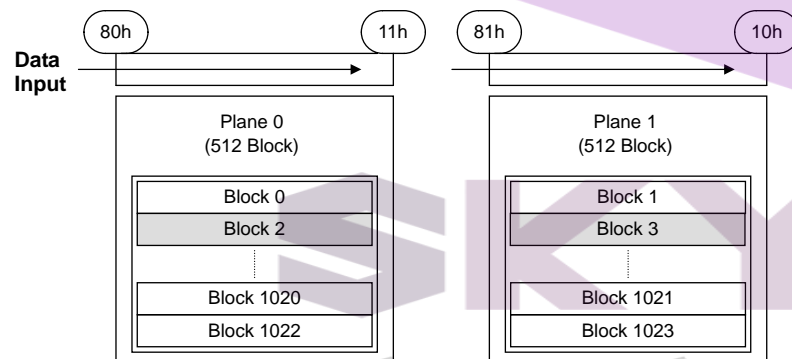 80h
11h
81h
10h
Data
Input
Plane 0
(512 Block)
Block 0
Block 2
Block 1020
Block 1022
Plane 1
(512 Block)
Block 1
Block 3
Block 1021
Block 1023
SKY